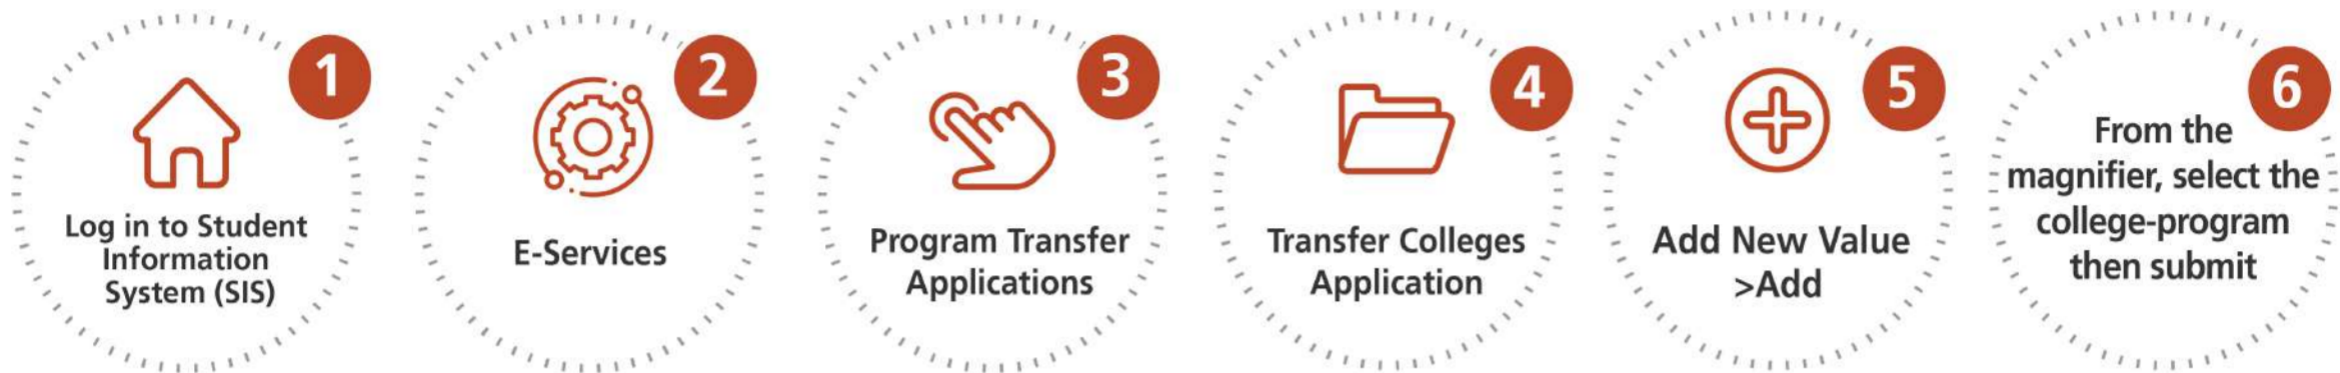 1
Log in to Student
Information
System (SIS)
2
E-Services
3
Program Transfer
Applications
4
Transfer Colleges
Application
5
Add New Value
>Add
6
From the
magnifier, select the
college-program
then submit